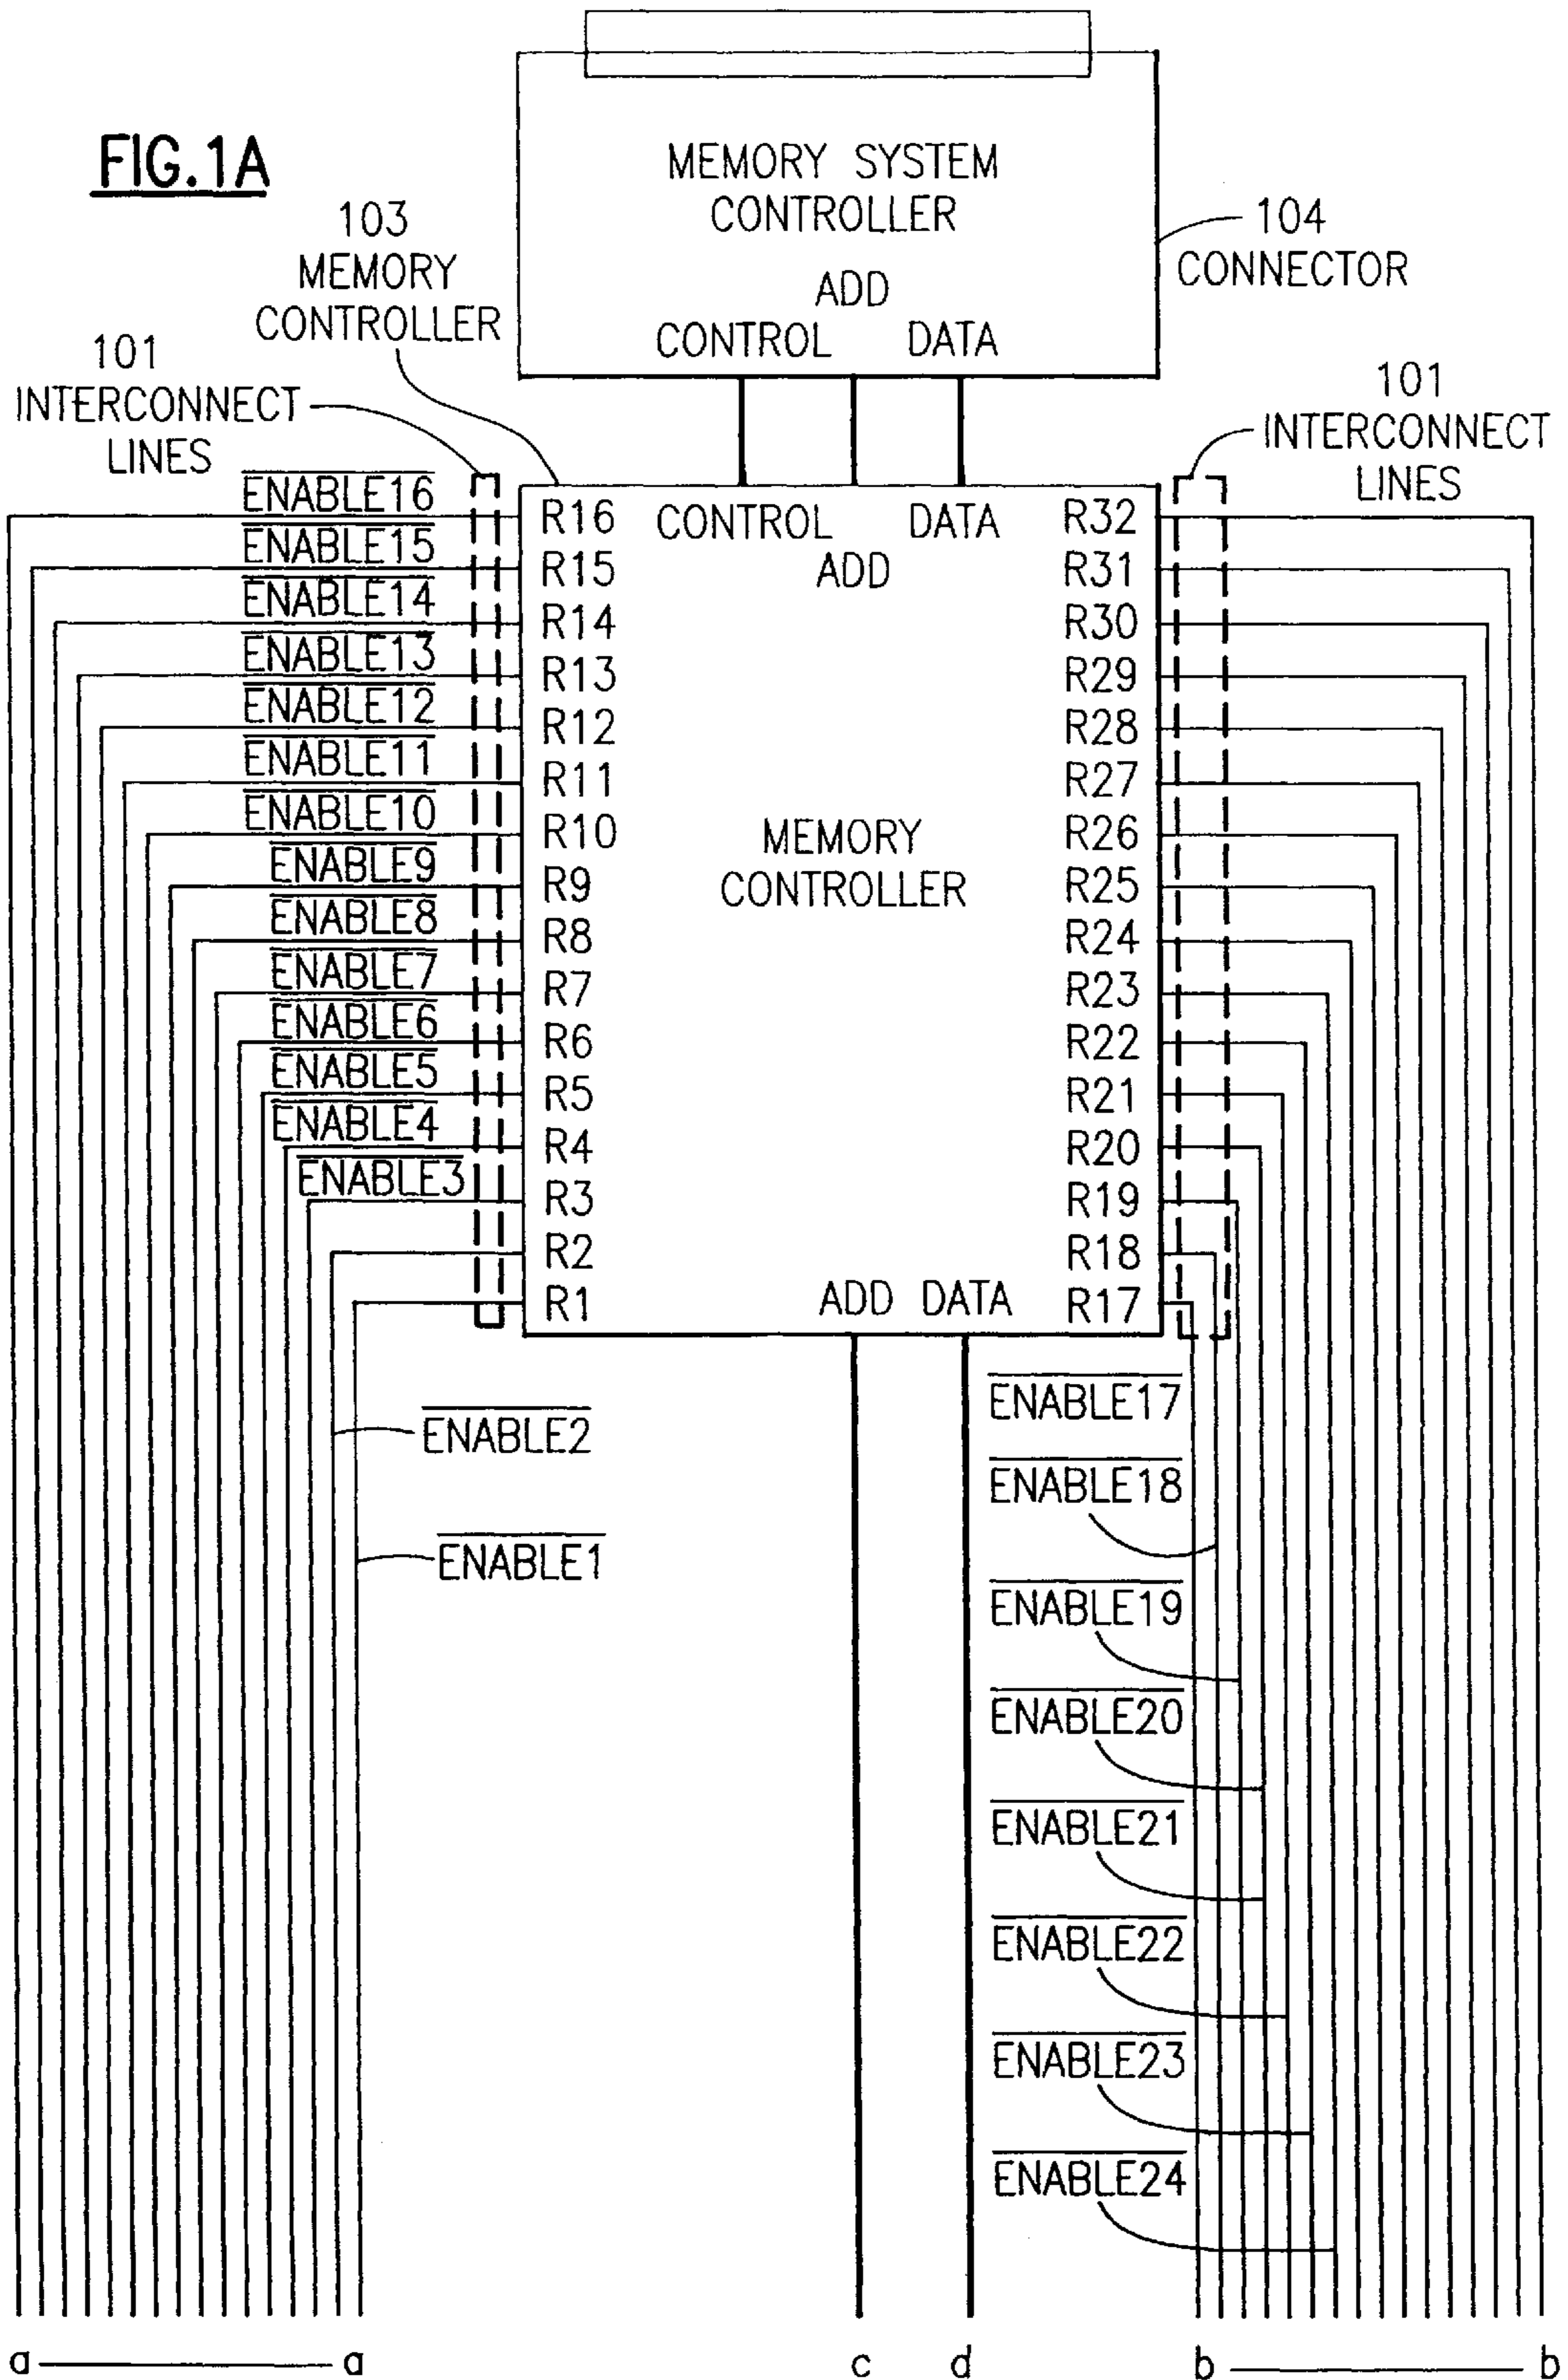 FIG.1A
MEMORY SYSTEM
CONTROLLER
ADD
CONTROL DATA
104
CONNECTOR
103
MEMORY
CONTROLLER
101
INTERCONNECT
LINES
101
INTERCONNECT
LINES
ENABLE16
ENABLE15
ENABLE14
ENABLE13
ENABLE12
ENABLE11
ENABLE10
ENABLE9
ENABLE8
ENABLE7
ENABLE6
ENABLE5
ENABLE4
ENABLE3
R16
R15
R14
R13
R12
R11
R10
R9
R8
R7
R6
R5
R4
R3
R2
R1
CONTROL DATA
ADD
MEMORY
CONTROLLER
ADD DATA
R32
R31
R30
R29
R28
R27
R26
R25
R24
R23
R22
R21
R20
R19
R18
R17
ENABLE2
ENABLE1
ENABLE17
ENABLE18
ENABLE19
ENABLE20
ENABLE21
ENABLE22
ENABLE23
ENABLE24
a a c d b b